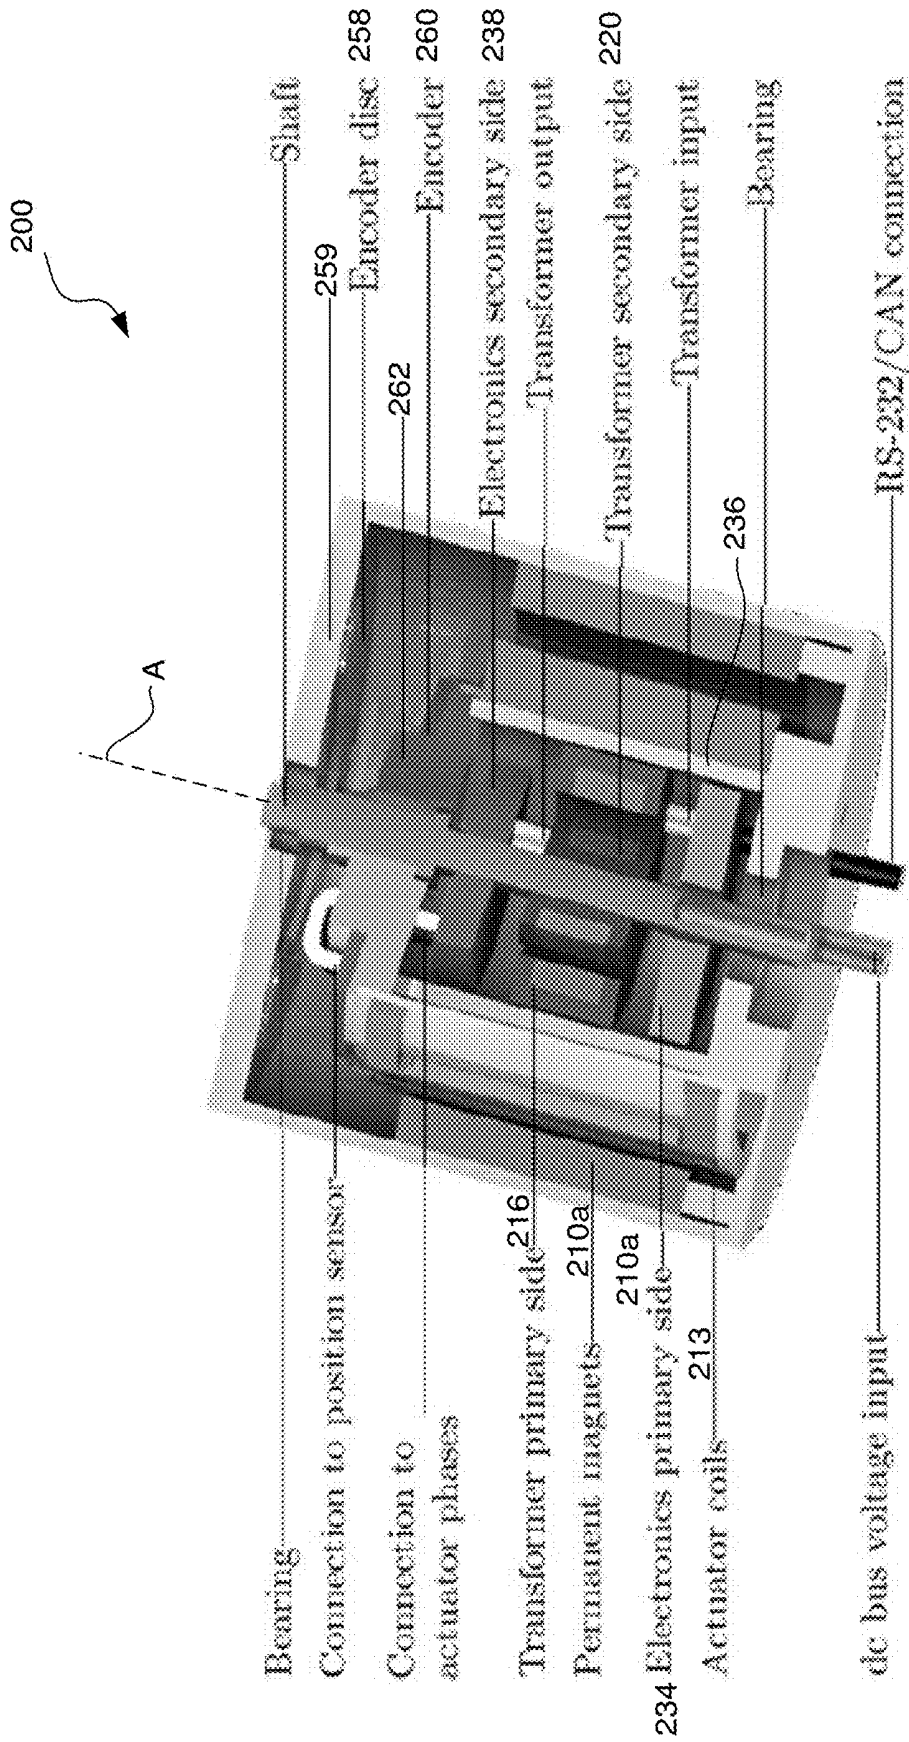 200
A
Shaft
259
Encoder disc 258
262
Encoder 260
Electronics secondary side 238
Transformer output
Transformer secondary side 220
Transformer input
236
Bearing
RS-232/CAN connection
Bearing
Connection to position sensor
Connection to
actuator phases
Transformer primary side 216
Permanent magnets 210a
210a
234 Electronics primary side
Actuator coils 213
dc bus voltage input